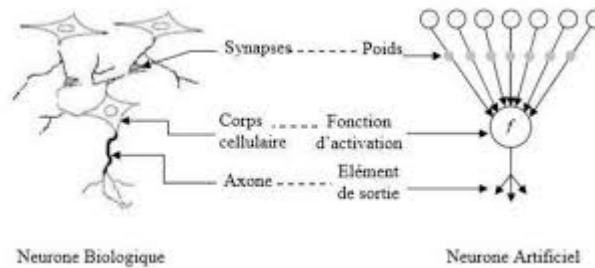 Synapses Poids
Corps cellulaire Fonction d'activation
Axone Elément de sortie
f
Neurone Biologique Neurone Artificiel